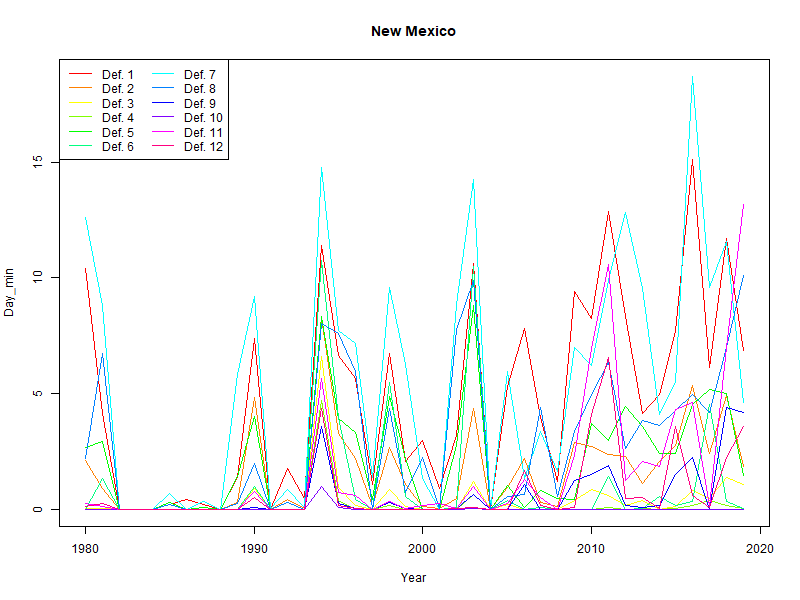 New Mexico
Def. 1 Def. 7
Def. 2 Def. 8
Def. 3 Def. 9
Def. 4 Def. 10
Def. 5 Def. 11
Def. 6 Def. 12
15
10
5
0
Day_min
1980 1990 2000 2010 2020
Year